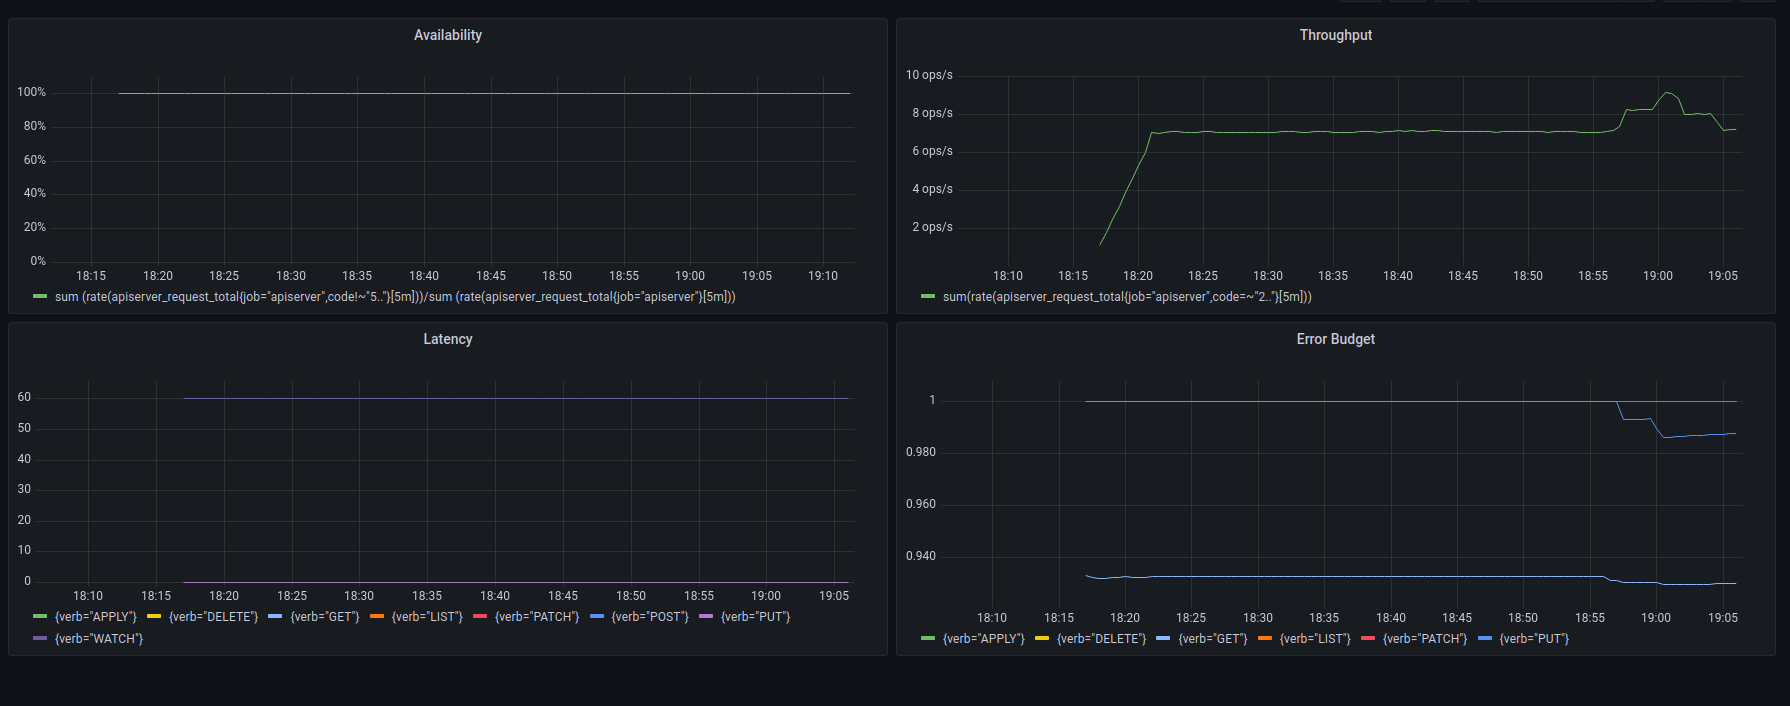 Availability
100%
80%
60%
40%
20%
0%
18:15 18:20 18:25 18:30 18:35 18:40 18:45 18:50 18:55 19:00 19:05 19:10
sum (rate(apiserver_request_total{job="apiserver",code!~"5.."}[5m]))/sum (rate(apiserver_request_total{job="apiserver"}[5m]))
Throughput
10 ops/s
8 ops/s
6 ops/s
4 ops/s
2 ops/s
18:10 18:15 18:20 18:25 18:30 18:35 18:40 18:45 18:50 18:55 19:00 19:05
sum(rate(apiserver_request_total{job="apiserver",code=~"2.."}[5m]))
Latency
60
50
40
30
20
10
0
18:10 18:15 18:20 18:25 18:30 18:35 18:40 18:45 18:50 18:55 19:00 19:05
{verb="APPLY"} {verb="DELETE"} {verb="GET"} {verb="LIST"} {verb="PATCH"} {verb="POST"} {verb="PUT"}
{verb="WATCH"}
Error Budget
1
0.980
0.960
0.940
18:10 18:15 18:20 18:25 18:30 18:35 18:40 18:45 18:50 18:55 19:00 19:05
{verb="APPLY"} {verb="DELETE"} {verb="GET"} {verb="LIST"} {verb="PATCH"} {verb="PUT"}